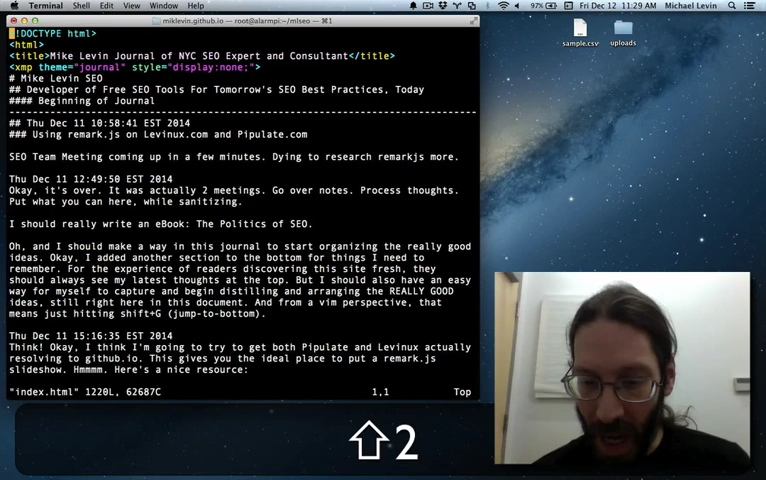 Terminal Shell Edit View Window Help
97% Fri Dec 12 11:29 AM Michael Levin
miklevin.github.io — root@alarmpi:~/mlseo — ⌘1
<!DOCTYPE html>
<html>
<title>Mike Levin Journal of NYC SEO Expert and Consultant</title>
<xmp theme="journal" style="display:none;">
# Mike Levin SEO
## Developer of Free SEO Tools For Tomorrow's SEO Best Practices, Today
#### Beginning of Journal
--------------------------------------------------------------------------------
## Thu Dec 11 10:58:41 EST 2014
### Using remark.js on Levinux.com and Pipulate.com
SEO Team Meeting coming up in a few minutes. Dying to research remarkjs more.
Thu Dec 11 12:49:50 EST 2014
Okay, it's over. It was actually 2 meetings. Go over notes. Process thoughts.
Put what you can here, while sanitizing.
I should really write an eBook: The Politics of SEO.
Oh, and I should make a way in this journal to start organizing the really good
ideas. Okay, I added another section to the bottom for things I need to
remember. For the experience of readers discovering this site fresh, they
should always see my latest thoughts at the top. But I should also have an easy
way for myself to capture and begin distilling and arranging the REALLY GOOD
ideas, still right here in this document. And from a vim perspective, that
means just hitting shift+G (jump-to-bottom).
Thu Dec 11 15:16:35 EST 2014
Think! Okay, I think I'm going to try to get both Pipulate and Levinux actually
resolving to github.io. This gives you the ideal place to put a remark.js
slideshow. Hmmmm. Here's a nice resource:
"index.html" 1220L, 62687C 1,1 Top
sample.csv uploads
⇧2